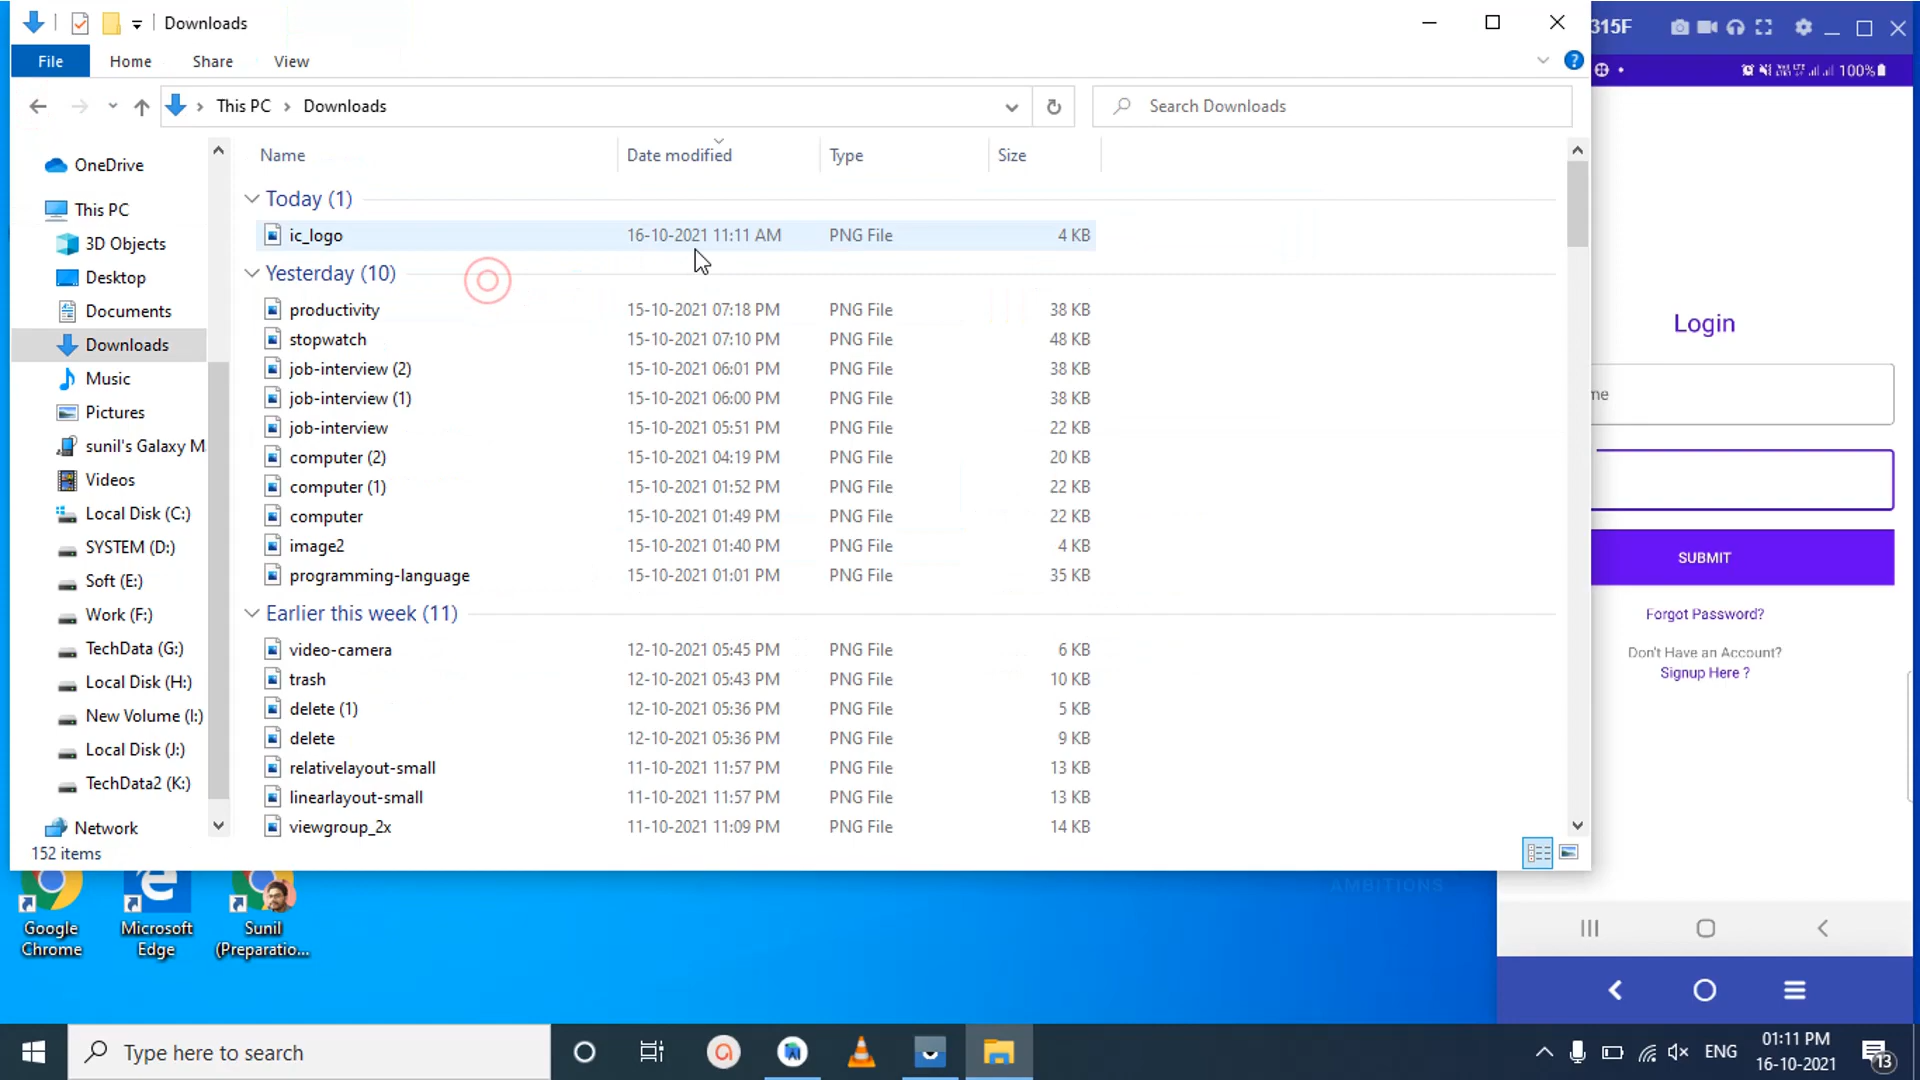 Downloads
File
Home
Share
View
This PC
Downloads
Search Downloads
Name
Date modified
Type
Size
OneDrive
This PC
3D Objects
Desktop
Documents
Downloads
Music
Pictures
sunil's Galaxy M
Videos
Local Disk (C:)
SYSTEM (D:)
Soft (E:)
Work (F:)
TechData (G:)
Local Disk (H:)
New Volume (I:)
Local Disk (J:)
TechData2 (K:)
Network
Today (1)
ic_logo 16-10-2021 11:11 AM PNG File 4 KB
Yesterday (10)
productivity 15-10-2021 07:18 PM PNG File 38 KB
stopwatch 15-10-2021 07:10 PM PNG File 48 KB
job-interview (2) 15-10-2021 06:01 PM PNG File 38 KB
job-interview (1) 15-10-2021 06:00 PM PNG File 38 KB
job-interview 15-10-2021 05:51 PM PNG File 22 KB
computer (2) 15-10-2021 04:19 PM PNG File 20 KB
computer (1) 15-10-2021 01:52 PM PNG File 22 KB
computer 15-10-2021 01:49 PM PNG File 22 KB
image2 15-10-2021 01:40 PM PNG File 4 KB
programming-language 15-10-2021 01:01 PM PNG File 35 KB
Earlier this week (11)
video-camera 12-10-2021 05:45 PM PNG File 6 KB
trash 12-10-2021 05:43 PM PNG File 10 KB
delete (1) 12-10-2021 05:36 PM PNG File 5 KB
delete 12-10-2021 05:36 PM PNG File 9 KB
relativelayout-small 11-10-2021 11:57 PM PNG File 13 KB
linearlayout-small 11-10-2021 11:57 PM PNG File 13 KB
viewgroup_2x 11-10-2021 11:09 PM PNG File 14 KB
152 items
315F
100%
Login
me
SUBMIT
Forgot Password?
Don't Have an Account?
Signup Here ?
AMBITIONS
Google
Chrome
Microsoft
Edge
Sunil
(Preparatio...
Type here to search
ENG
01:11 PM
16-10-2021
13